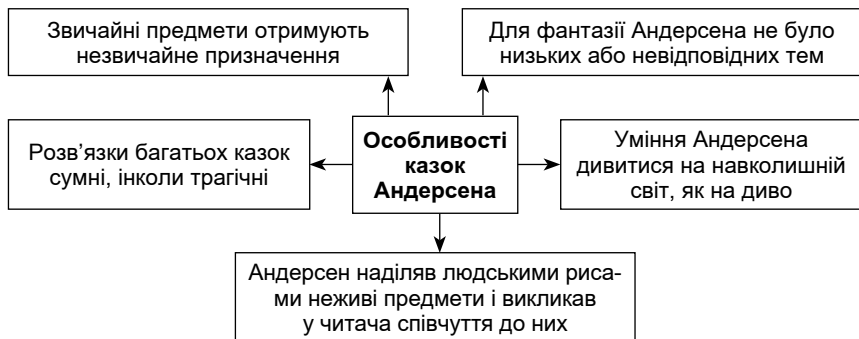 Звичайні предмети отримують
незвичайне призначення
Для фантазії Андерсена не було
низьких або невідповідних тем
Розв'язки багатьох казок
сумні, інколи трагічні
Особливості
казок
Андерсена
Уміння Андерсена
дивитися на навколишній
світ, як на диво
Андерсен наділяв людськими риса-
ми неживі предмети і викликав
у читача співчуття до них